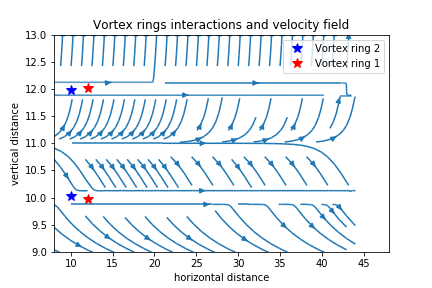 Vortex rings interactions and velocity field
13.0
12.5
12.0
11.5
11.0
10.5
10.0
9.5
9.0
vertical distance
Vortex ring 2
Vortex ring 1
10 15 20 25 30 35 40 45
horizontal distance